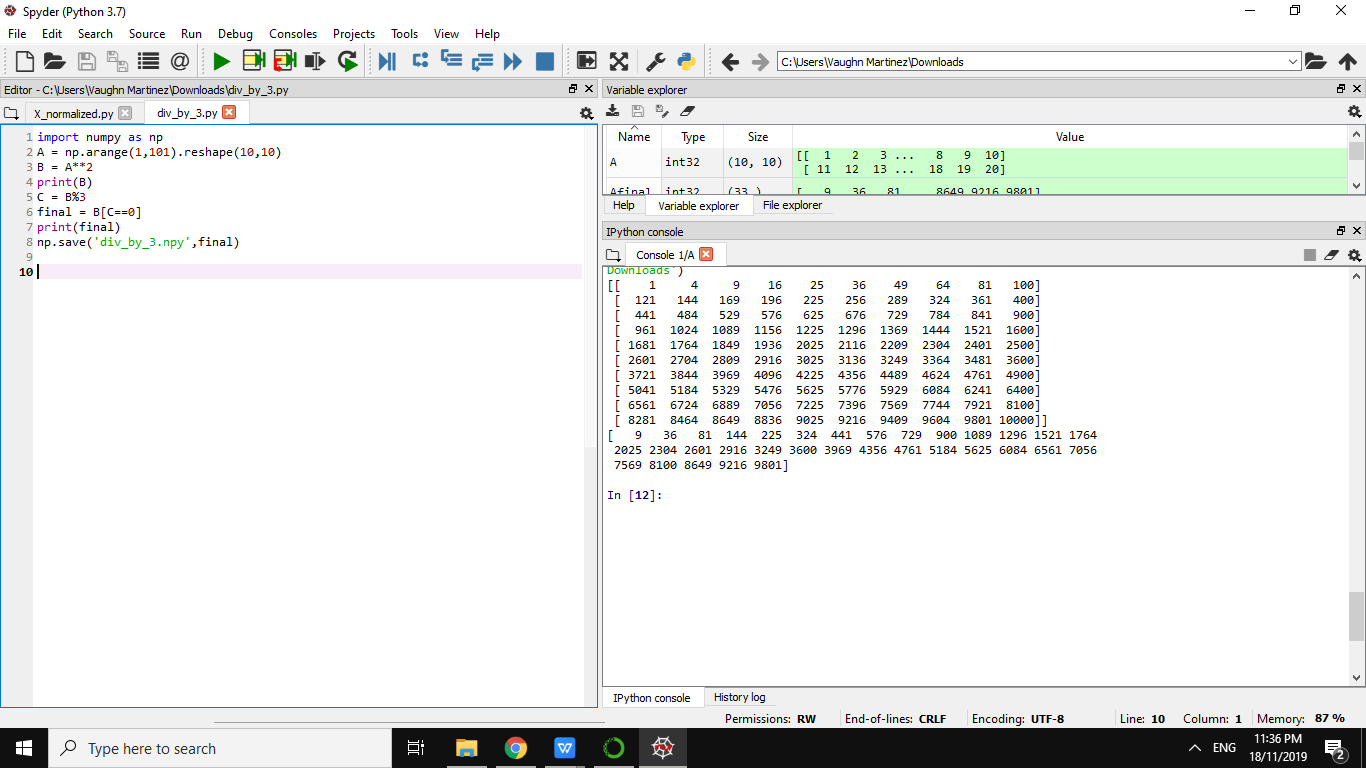 Spyder (Python 3.7)
File Edit Search Source Run Debug Consoles Projects Tools View Help
C:\Users\Vaughn Martinez\Downloads
Editor - C:\Users\Vaughn Martinez\Downloads\div_by_3.py
X_normalized.py div_by_3.py
1 import numpy as np
2 A = np.arange(1,101).reshape(10,10)
3 B = A**2
4 print(B)
5 C = B%3
6 final = B[C==0]
7 print(final)
8 np.save('div_by_3.npy',final)
9
10
Variable explorer
Name Type Size Value
A int32 (10, 10) [[ 1 2 3 ... 8 9 10]
[ 11 12 13 ... 18 19 20]
Afinal int32 (33,) [ 9 36 81 8649 9216 9801]
Help Variable explorer File explorer
IPython console
Console 1/A
Downloads')
[[ 1 4 9 16 25 36 49 64 81 100]
[ 121 144 169 196 225 256 289 324 361 400]
[ 441 484 529 576 625 676 729 784 841 900]
[ 961 1024 1089 1156 1225 1296 1369 1444 1521 1600]
[ 1681 1764 1849 1936 2025 2116 2209 2304 2401 2500]
[ 2601 2704 2809 2916 3025 3136 3249 3364 3481 3600]
[ 3721 3844 3969 4096 4225 4356 4489 4624 4761 4900]
[ 5041 5184 5329 5476 5625 5776 5929 6084 6241 6400]
[ 6561 6724 6889 7056 7225 7396 7569 7744 7921 8100]
[ 8281 8464 8649 8836 9025 9216 9409 9604 9801 10000]]
[ 9 36 81 144 225 324 441 576 729 900 1089 1296 1521 1764
2025 2304 2601 2916 3249 3600 3969 4356 4761 5184 5625 6084 6561 7056
7569 8100 8649 9216 9801]
In [12]:
IPython console History log
Permissions: RW End-of-lines: CRLF Encoding: UTF-8 Line: 10 Column: 1 Memory: 87 %
Type here to search
W
ENG
11:36 PM
18/11/2019
2